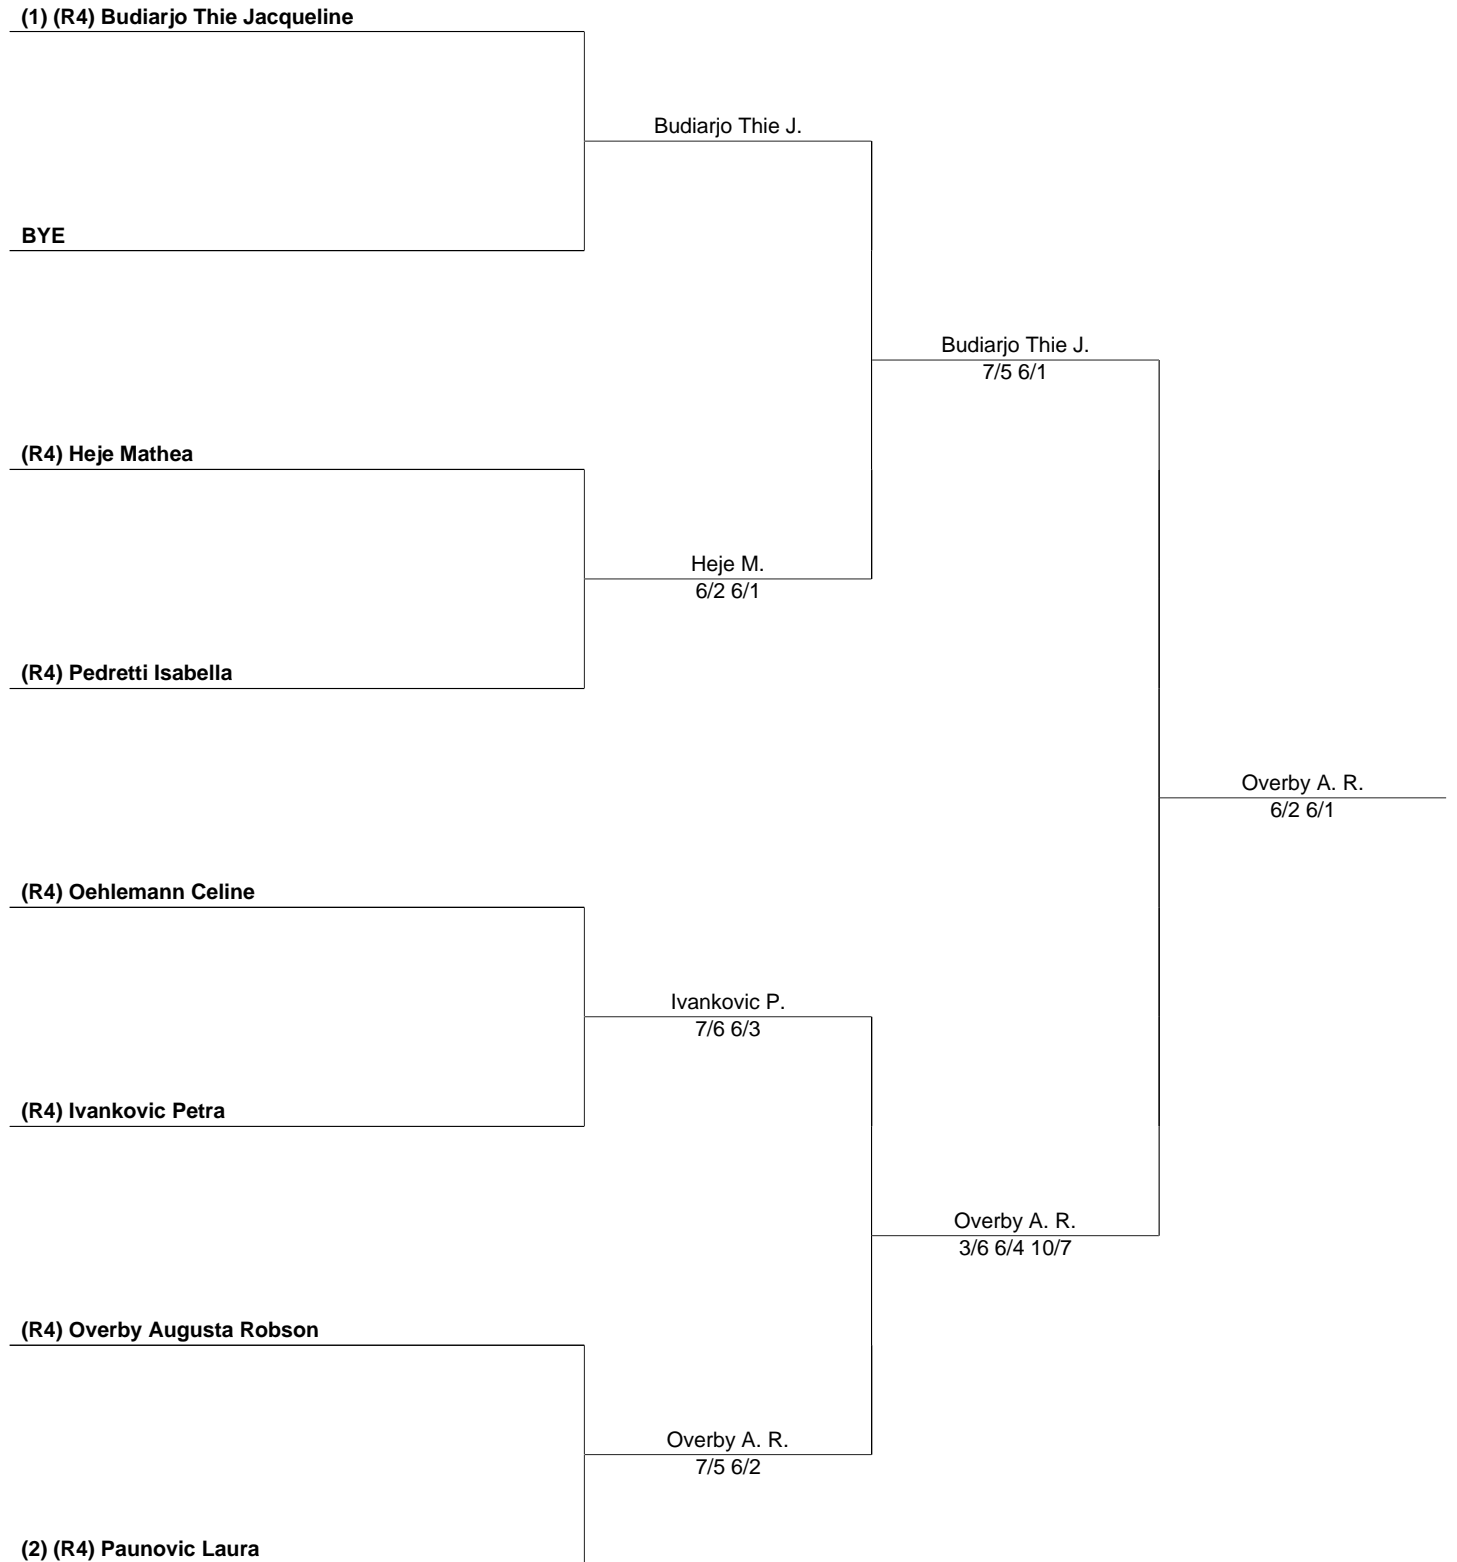 (1) (R4) Budiarjo Thie Jacqueline
Budiarjo Thie J.
BYE
Budiarjo Thie J.
7/5 6/1
(R4) Heje Mathea
Heje M.
6/2 6/1
(R4) Pedretti Isabella
Overby A. R.
6/2 6/1
(R4) Oehlemann Celine
Ivankovic P.
7/6 6/3
(R4) Ivankovic Petra
Overby A. R.
3/6 6/4 10/7
(R4) Overby Augusta Robson
Overby A. R.
7/5 6/2
(2) (R4) Paunovic Laura